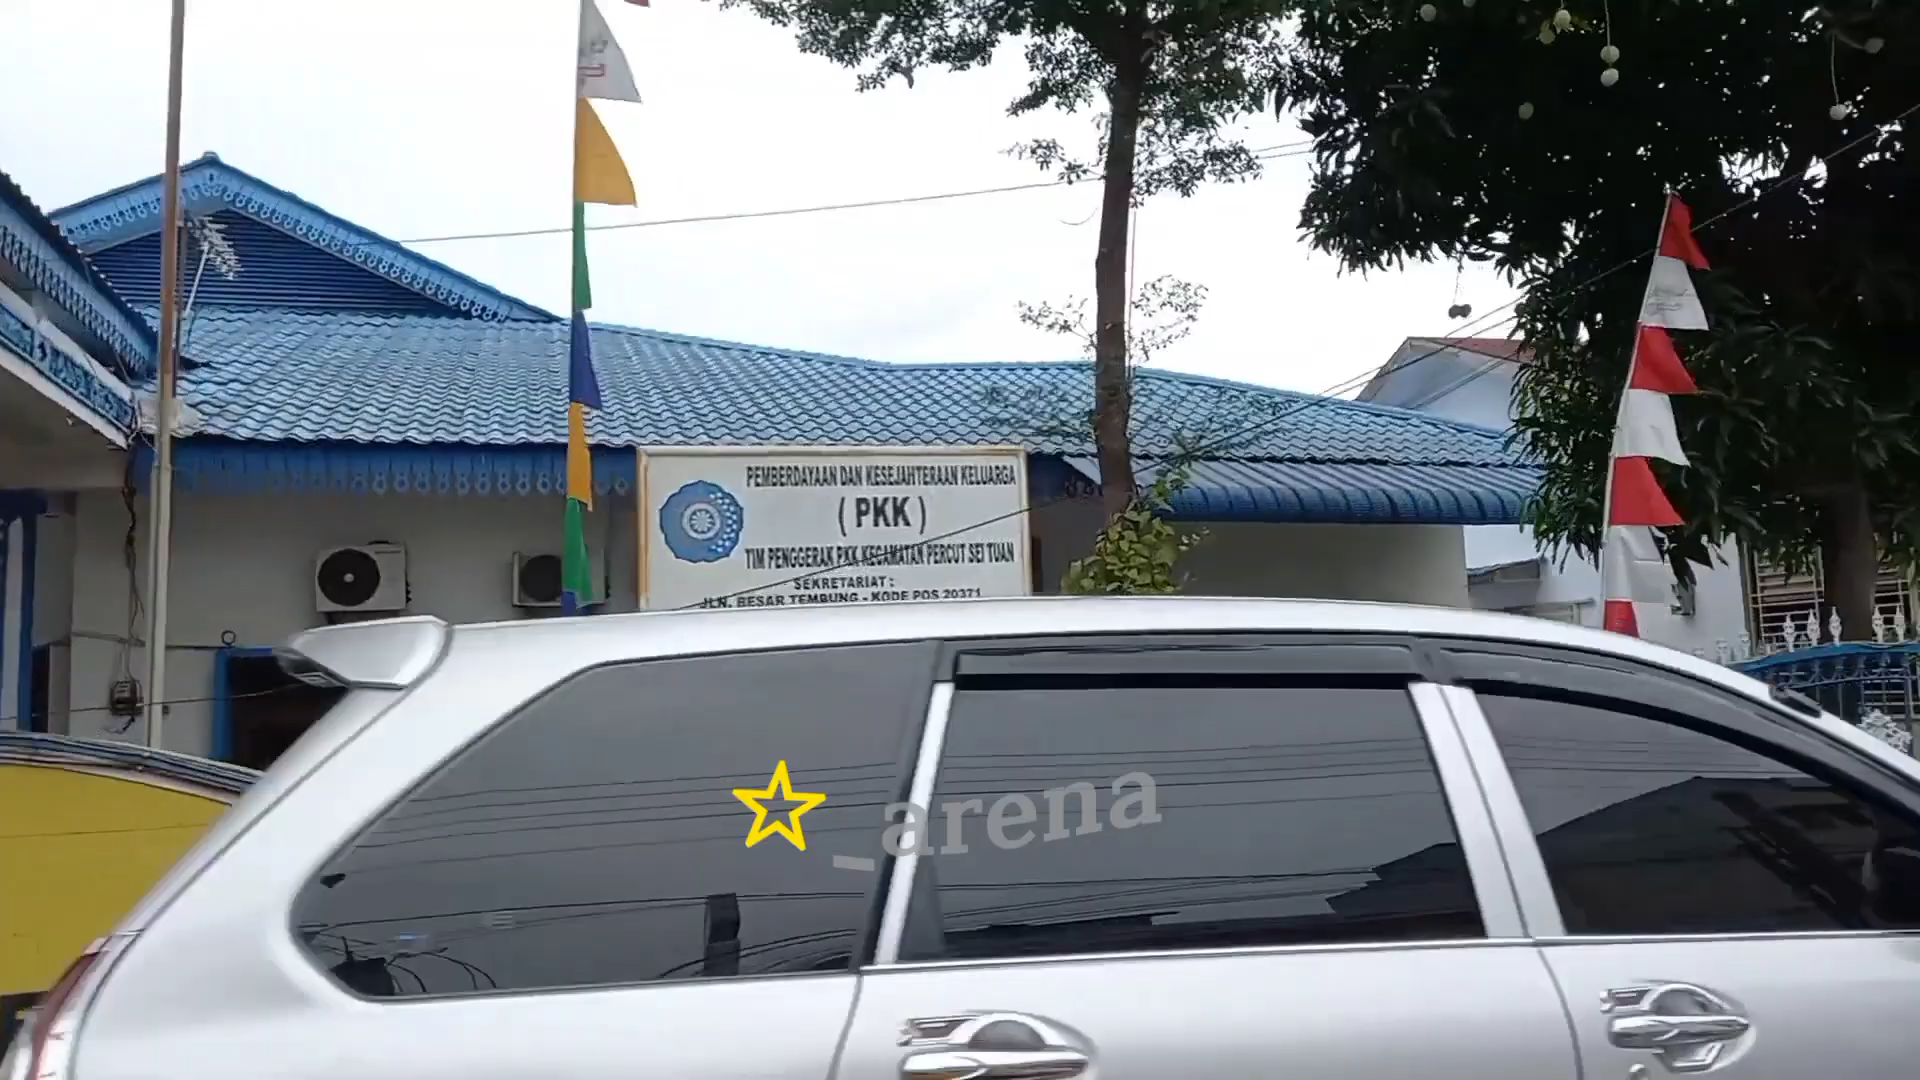 PEMBERDAYAAN DAN KESEJAHTERAAN KELUARGA
( PKK )
TIM PENGGERAK PKK KECAMATAN PERCUT SEI TUAN
SEKRETARIAT :
JLN. BESAR TEMBUNG - KODE POS 20371
_arena